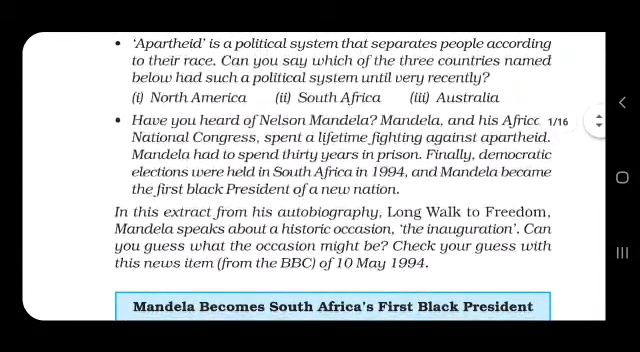 • ‘Apartheid’ is a political system that separates people according
to their race. Can you say which of the three countries named
below had such a political system until very recently?
(i) North America (ii) South Africa (iii) Australia
• Have you heard of Nelson Mandela? Mandela, and his Africa
1/16
National Congress, spent a lifetime fighting against apartheid.
Mandela had to spend thirty years in prison. Finally, democratic
elections were held in South Africa in 1994, and Mandela became
the first black President of a new nation.
In this extract from his autobiography, Long Walk to Freedom,
Mandela speaks about a historic occasion, ‘the inauguration’. Can
you guess what the occasion might be? Check your guess with
this news item (from the BBC) of 10 May 1994.
Mandela Becomes South Africa's First Black President